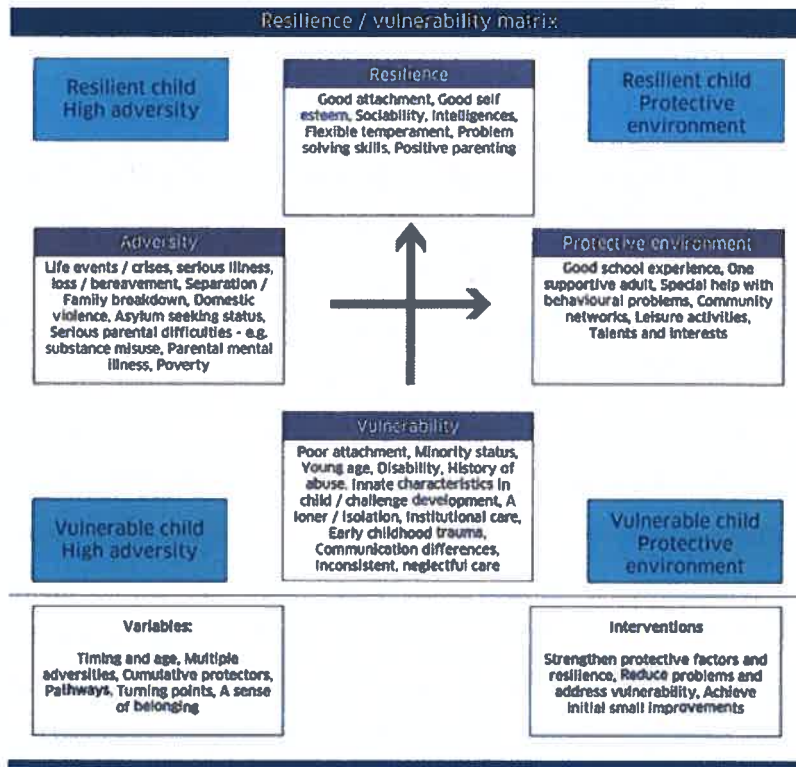 Resilience / vulnerability matrix
Resilient child
High adversity
Resilience
Good attachment, Good self
esteem, Sociability, Intelligences,
Flexible temperament, Problem
solving skills, Positive parenting
Resilient child
Protective
environment
Adversity
Life events / crises, serious illness,
loss / bereavement, Separation /
Family breakdown, Domestic
violence, Asylum seeking status,
Serious parental difficulties - e.g.
substance misuse, Parental mental
illness, Poverty
Protective environment
Good school experience, One
supportive adult, Special help with
behavioural problems, Community
networks, Leisure activities,
Talents and interests
Vulnerability
Poor attachment, Minority status,
Young age, Disability, History of
abuse, Innate characteristics in
child / challenge development, A
loner / isolation, Institutional care,
Early childhood trauma,
Communication differences,
Inconsistent, neglectful care
Vulnerable child
High adversity
Vulnerable child
Protective
environment
Variables:
Timing and age, Multiple
adversities, Cumulative protectors,
Pathways, Turning points, A sense
of belonging
Interventions
Strengthen protective factors and
resilience, Reduce problems and
address vulnerability, Achieve
initial small improvements